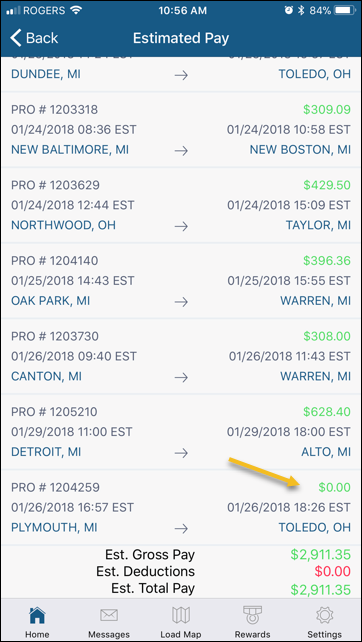 ROGERS 10:56 AM 84%
Back Estimated Pay
DUNDEE, MI → TOLEDO, OH
PRO # 1203318 $309.09
01/24/2018 08:36 EST 01/24/2018 10:58 EST
NEW BALTIMORE, MI → NEW BOSTON, MI
PRO # 1203629 $429.50
01/24/2018 12:44 EST 01/24/2018 15:09 EST
NORTHWOOD, OH → TAYLOR, MI
PRO # 1204140 $396.36
01/25/2018 14:43 EST 01/25/2018 15:55 EST
OAK PARK, MI → WARREN, MI
PRO # 1203730 $308.00
01/26/2018 09:40 EST 01/26/2018 11:43 EST
CANTON, MI → WARREN, MI
PRO # 1205210 $628.40
01/29/2018 11:00 EST 01/29/2018 18:00 EST
DETROIT, MI → ALTO, MI
PRO # 1204259 $0.00
01/26/2018 16:57 EST 01/26/2018 18:26 EST
PLYMOUTH, MI → TOLEDO, OH
Est. Gross Pay $2,911.35
Est. Deductions $0.00
Est. Total Pay $2,911.35
Home Messages Load Map Rewards Settings